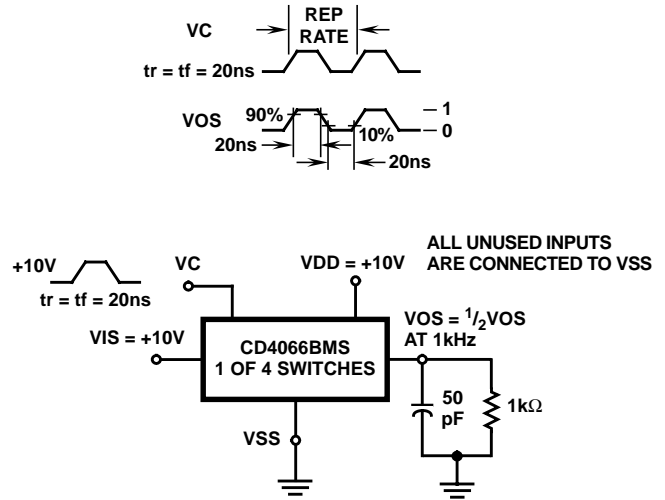 VC
REP
RATE
tr = tf = 20ns
VOS
90%
10%
1
0
20ns
20ns
ALL UNUSED INPUTS
ARE CONNECTED TO VSS
+10V
tr = tf = 20ns
VC
VDD = +10V
VIS = +10V
CD4066BMS
1 OF 4 SWITCHES
VOS = 1/2VOS
AT 1kHz
50
pF
1kΩ
VSS